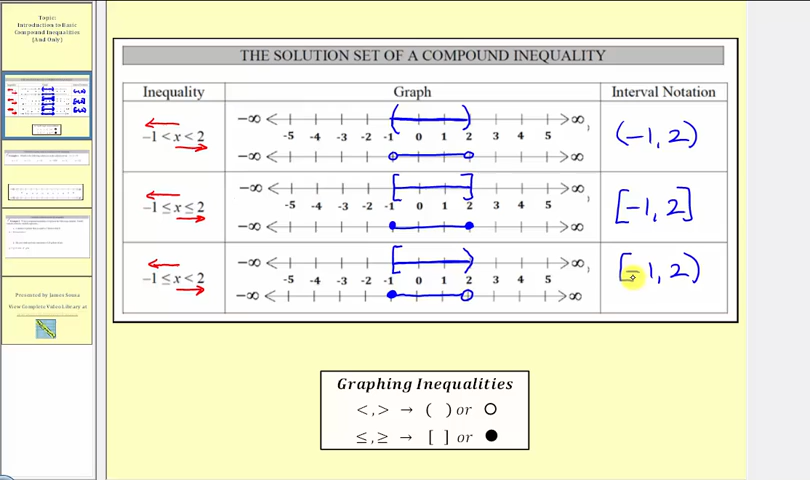 Topic:
Introduction to Basic
Compound Inequalities
(And Only)
Presented by James Sousa
View Complete Video Library at
THE SOLUTION SET OF A COMPOUND INEQUALITY
Inequality Graph Interval Notation
−1 < x < 2
−∞ ∞
-5 -4 -3 -2 -1 0 1 2 3 4 5 ,
−∞ ∞
(−1, 2)
−1 ≤ x ≤ 2
−∞ ∞
-5 -4 -3 -2 -1 0 1 2 3 4 5 ,
−∞ ∞
[−1, 2]
−1 ≤ x < 2
−∞ ∞,
-5 -4 -3 -2 -1 0 1 2 3 4 5
−∞ ∞
[−1, 2)
Graphing Inequalities
<, > → ( ) or ○
≤, ≥ → [ ] or ●